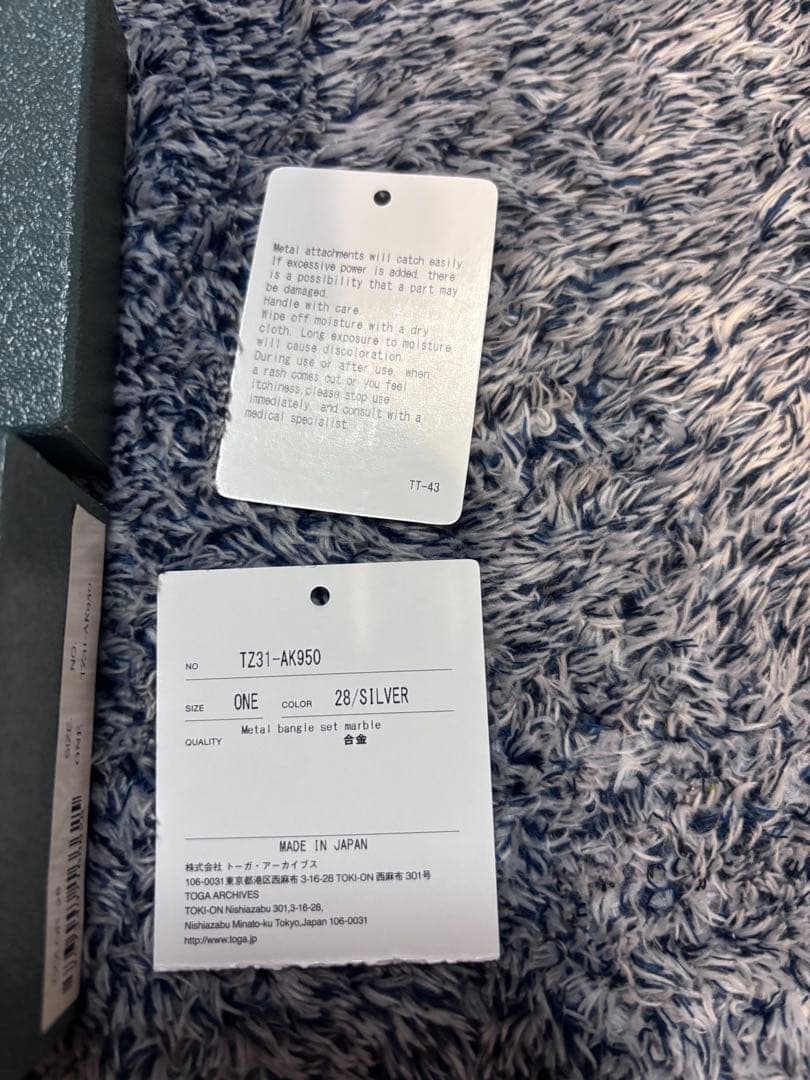 Metal attachments will catch easily.
If excessive power is added, there
is a possibility that a part may
be damaged.
Handle with care.
Wipe off moisture with a dry
cloth. Long exposure to moisture
will cause discoloration.
During use or after use, when
a rash comes out or you feel
itchiness,please stop use
immediately, and consult with a
medical specialist.
TT-43
NO TZ31-AK950
SIZE ONE COLOR 28/SILVER
Metal bangle set marble
QUALITY 合金
MADE IN JAPAN
株式会社 トーガ・アーカイブス
106-0031 東京都港区西麻布 3-16-28 TOKI-ON 西麻布 301号
TOGA ARCHIVES
TOKI-ON Nishiazabu 301,3-16-28,
Nishiazabu Minato-ku Tokyo,Japan 106-0031
http://www.toga.jp
NO.
TZ31-AK950
SIZE
ONE